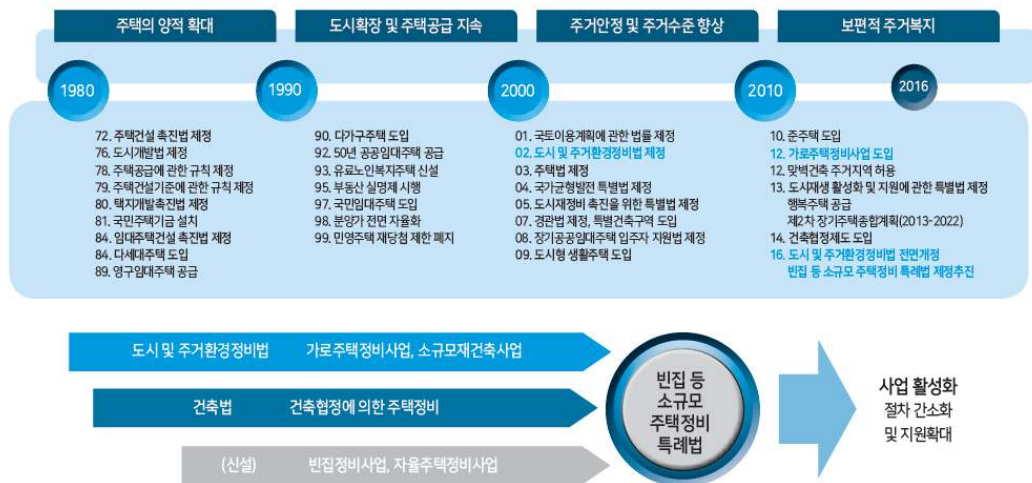 주택의 양적 확대
도시확장 및 주택공급 지속
주거안정 및 주거수준 향상
보편적 주거복지
1980
1990
2000
2010
2016
72. 주택건설 촉진법 제정
76. 도시개발법 제정
78. 주택공급에 관한 규칙 제정
79. 주택건설기준에 관한 규칙 제정
80. 택지개발촉진법 제정
81. 국민주택기금 설치
84. 임대주택건설 촉진법 제정
84. 다세대주택 도입
89. 영구임대주택 공급
90. 다가구주택 도입
92. 50년 공공임대주택 공급
93. 유료노인복지주택 신설
95. 부동산 실명제 시행
97. 국민임대주택 도입
98. 분양가 전면 자율화
99. 민영주택 재당첨 제한 폐지
01. 국토이용계획에 관한 법률 제정
02. 도시 및 주거환경정비법 제정
03. 주택법 제정
04. 국가균형발전 특별법 제정
05. 도시재정비 촉진을 위한 특별법 제정
07. 경관법 제정, 특별건축구역 도입
08. 장기공공임대주택 입주자 지원법 제정
09. 도시형 생활주택 도입
10. 준주택 도입
12. 가로주택정비사업 도입
12. 맞벽건축 주거지역 허용
13. 도시재생 활성화 및 지원에 관한 특별법 제정
행복주택 공급
제2차 장기주택종합계획(2013-2022)
14. 건축협정제도 도입
16. 도시 및 주거환경정비법 전면개정
빈집 등 소규모 주택정비 특례법 제정추진
도시 및 주거환경정비법 가로주택정비사업, 소규모재건축사업
건축법 건축협정에 의한 주택정비
(신설) 빈집정비사업, 자율주택정비사업
빈집 등
소규모
주택정비
특례법
사업 활성화
절차 간소화
및 지원확대